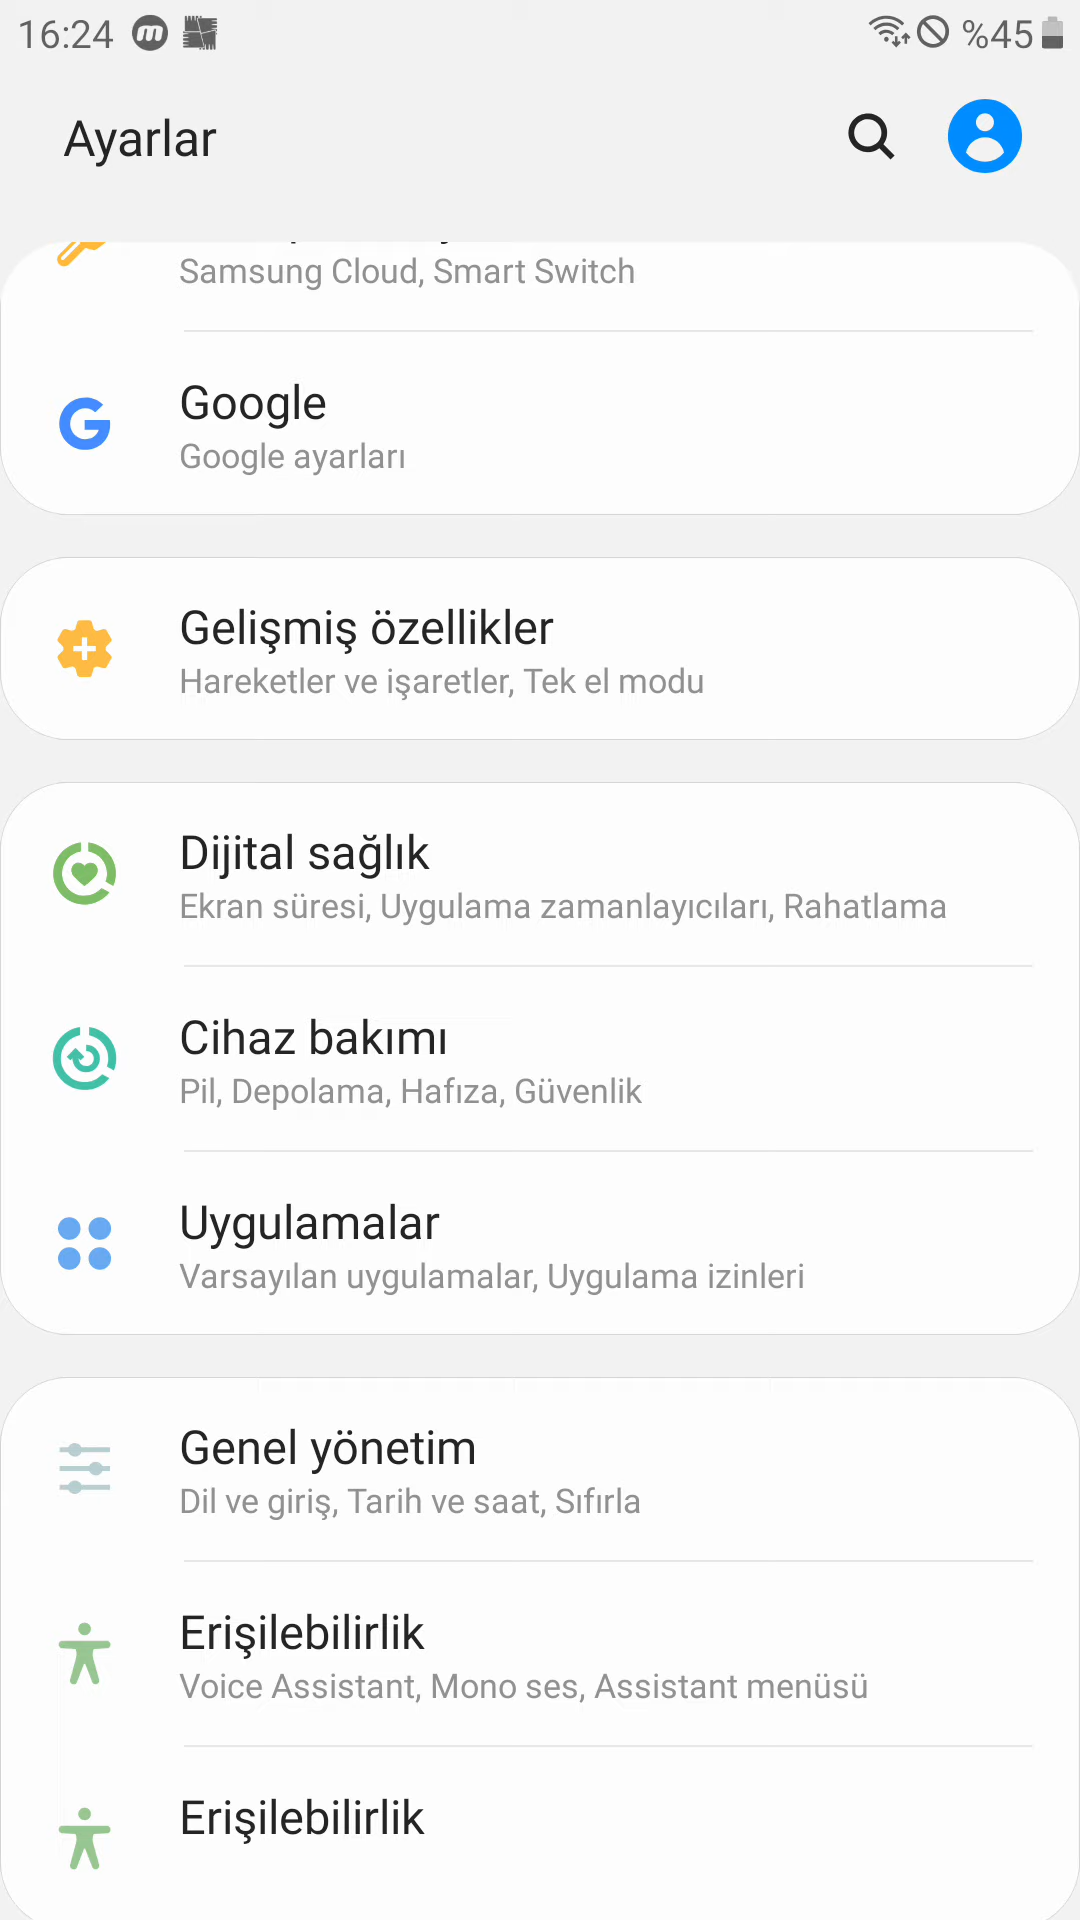 16:24
%45
Ayarlar
Samsung Cloud, Smart Switch
Google
Google ayarları
Gelişmiş özellikler
Hareketler ve işaretler, Tek el modu
Dijital sağlık
Ekran süresi, Uygulama zamanlayıcıları, Rahatlama
Cihaz bakımı
Pil, Depolama, Hafıza, Güvenlik
Uygulamalar
Varsayılan uygulamalar, Uygulama izinleri
Genel yönetim
Dil ve giriş, Tarih ve saat, Sıfırla
Erişilebilirlik
Voice Assistant, Mono ses, Assistant menüsü
Erişilebilirlik